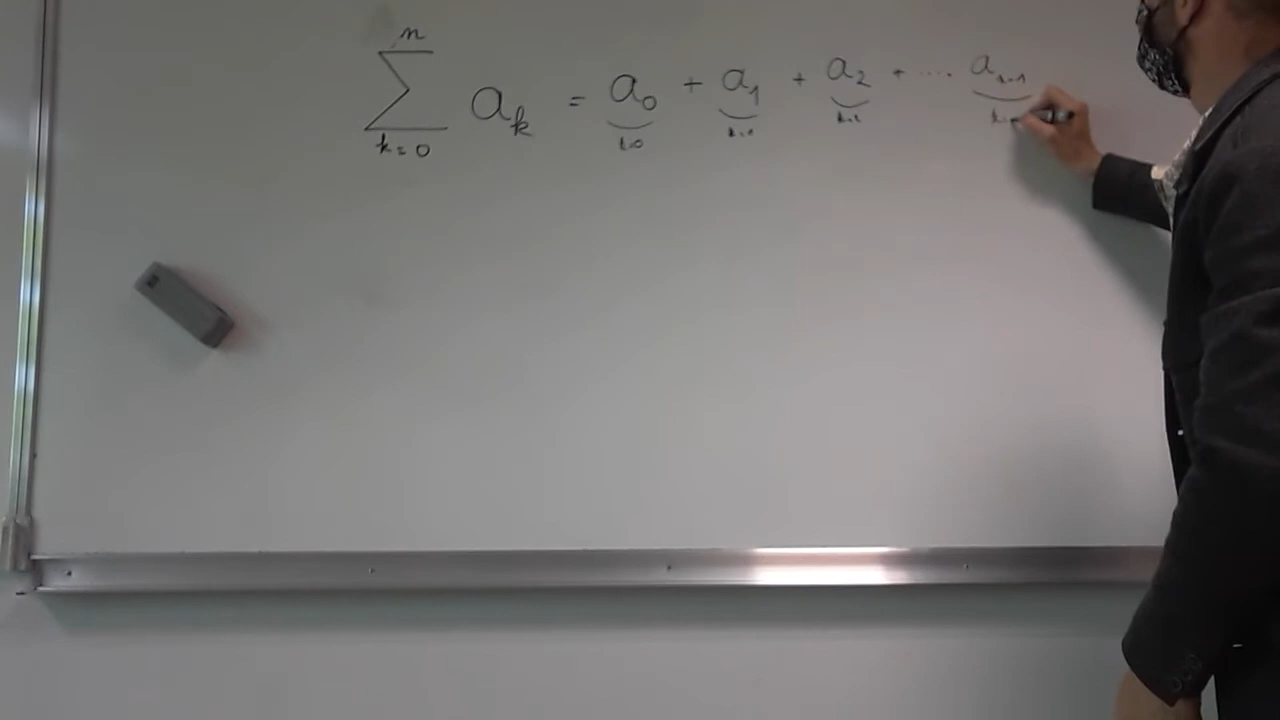 n
∑ a_k = a_0 + a_1 + a_2 + .... a_{n-1}
k=0 k=0 k=1 k=2